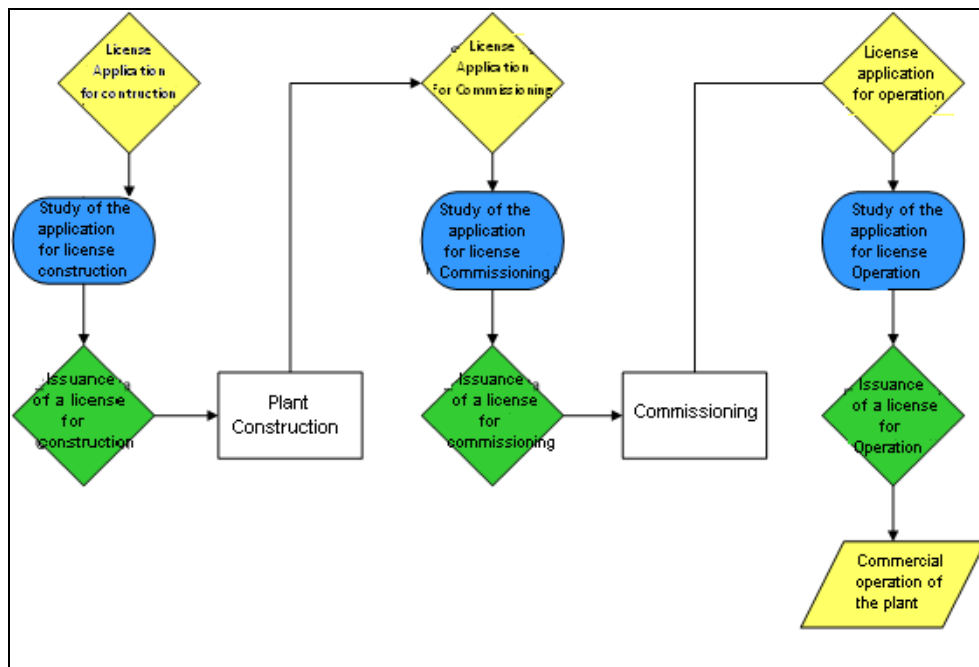 License
Application
for contruction
License
Application
For Commissioning
License
application
for operation
Study of the
application
for license
construction
Study of the
application
for license
Commissioning
Study of the
application
for license
Operation
Issuance
of a license
for
construction
Plant
Construction
Issuance
of a license
for
commissioning
Commissioning
Issuance
of a license
for
Operation
Commercial
operation of
the plant